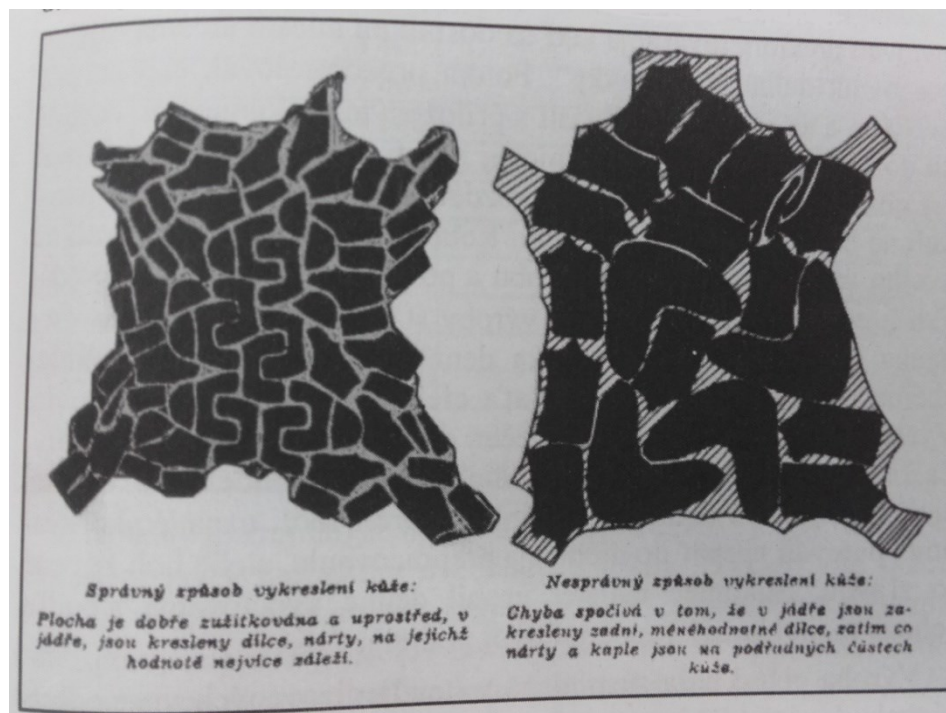 Správný způsob vykreslení kůže:
Plocha je dobře zužitkována a uprostřed, v
jádře, jsou kresleny dílce, nárty, na jejichž
hodnotě nejvíce záleží.
Nesprávný způsob vykreslení kůže:
Chyba spočívá v tom, že v jádře jsou za-
kresleny zadní, méněhodnotné dílce, zatím co
nárty a kaple jsou na podřadných částech
kůže.